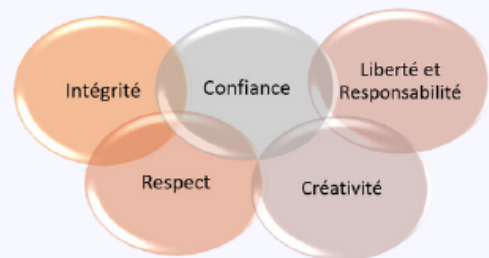 Intégrité
Confiance
Liberté et
Responsabilité
Respect
Créativité